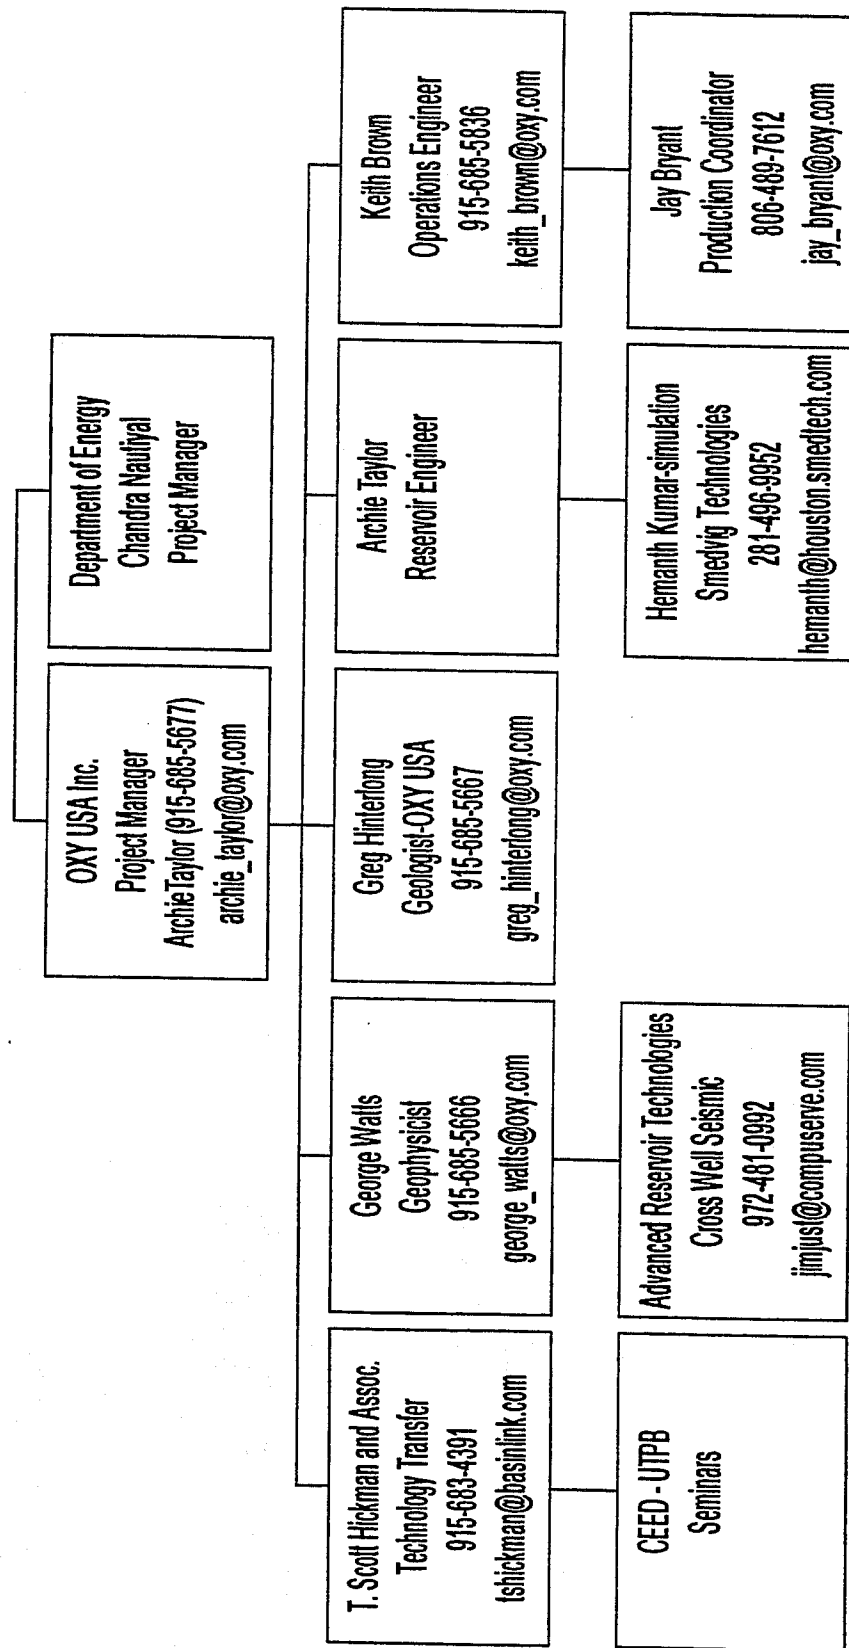 OXY USA Inc.
Project Manager
ArchieTaylor (915-685-5677)
archie_taylor@oxy.com
Department of Energy
Chandra Nautiyal
Project Manager
T. Scott Hickman and Assoc.
Technology Transfer
915-683-4391
tshickman@basinlink.com
George Watts
Geophysicist
915-685-5666
george_watts@oxy.com
Greg Hinterlong
Geologist-OXY USA
915-685-5667
greg_hinterlong@oxy.com
Archie Taylor
Reservoir Engineer
Keith Brown
Operations Engineer
915-685-5836
keith_brown@oxy.com
CEED - UTPB
Seminars
Advanced Reservoir Technologies
Cross Well Seismic
972-481-0992
jimjust@compuserve.com
Hemanth Kumar-simulation
Smedvig Technologies
281-496-9952
hemanth@houston.smedtech.com
Jay Bryant
Production Coordinator
806-489-7612
jay_bryant@oxy.com